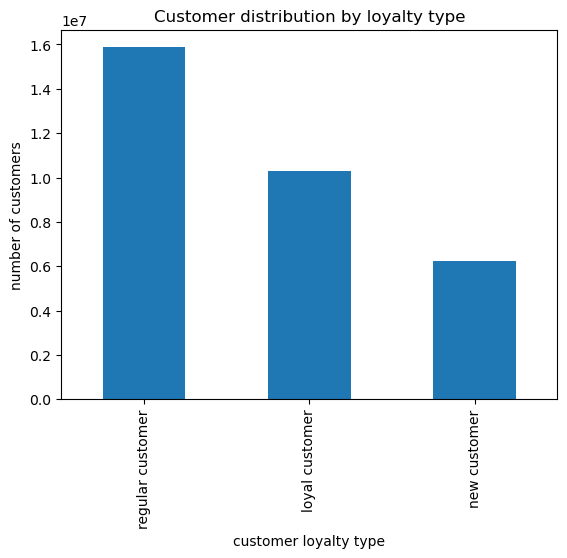 Customer distribution by loyalty type
1e7
1.6
1.4
1.2
1.0
0.8
0.6
0.4
0.2
0.0
number of customers
regular customer
loyal customer
new customer
customer loyalty type